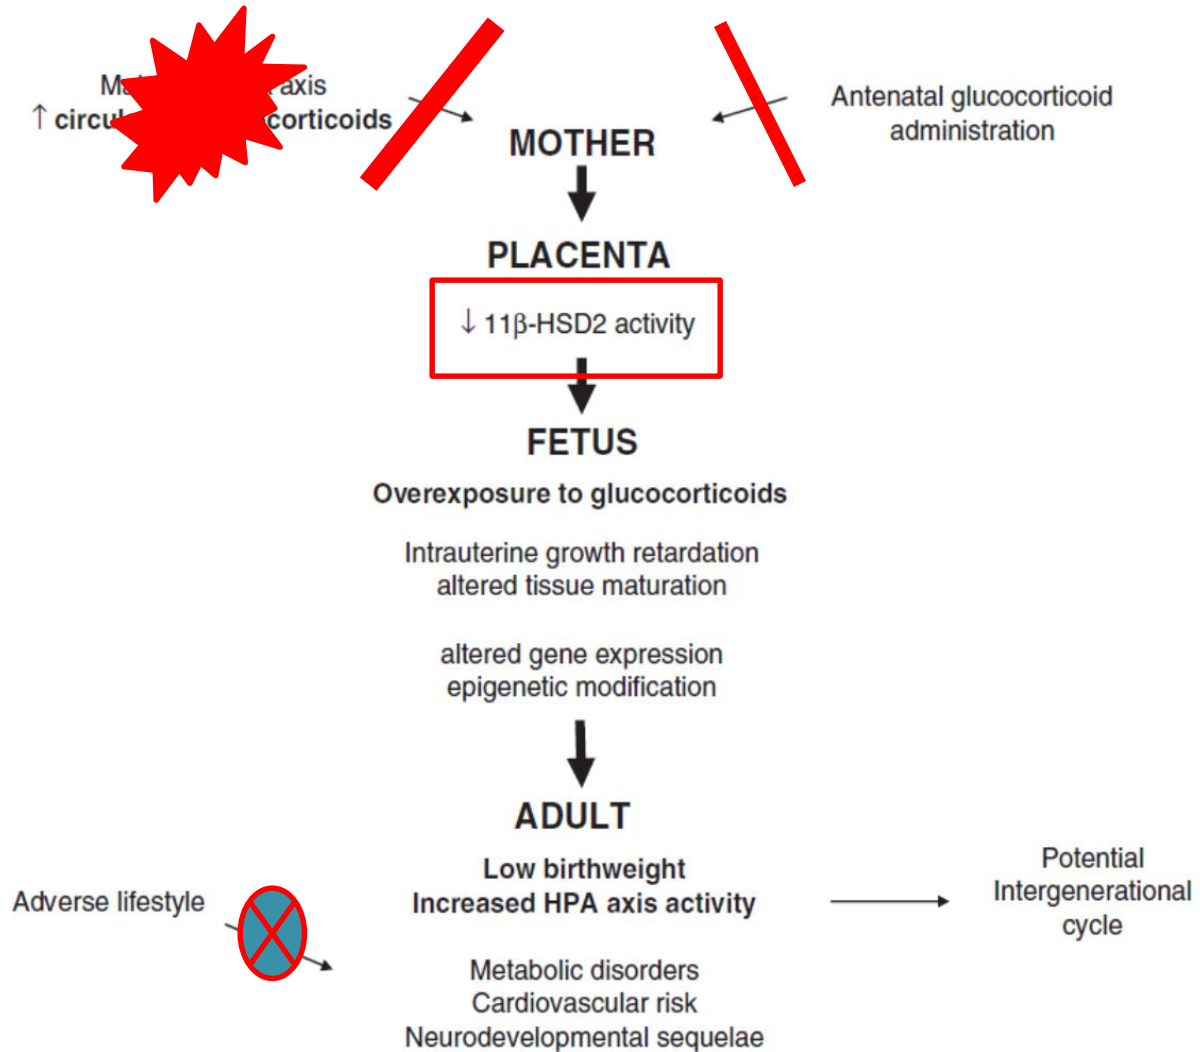 axis
↑ corticoids
Antenatal glucocorticoid
administration
MOTHER
PLACENTA
↓ 11β-HSD2 activity
FETUS
Overexposure to glucocorticoids
Intrauterine growth retardation
altered tissue maturation
altered gene expression
epigenetic modification
ADULT
Low birthweight
Increased HPA axis activity
Adverse lifestyle
Potential
Intergenerational
cycle
Metabolic disorders
Cardiovascular risk
Neurodevelopmental sequelae